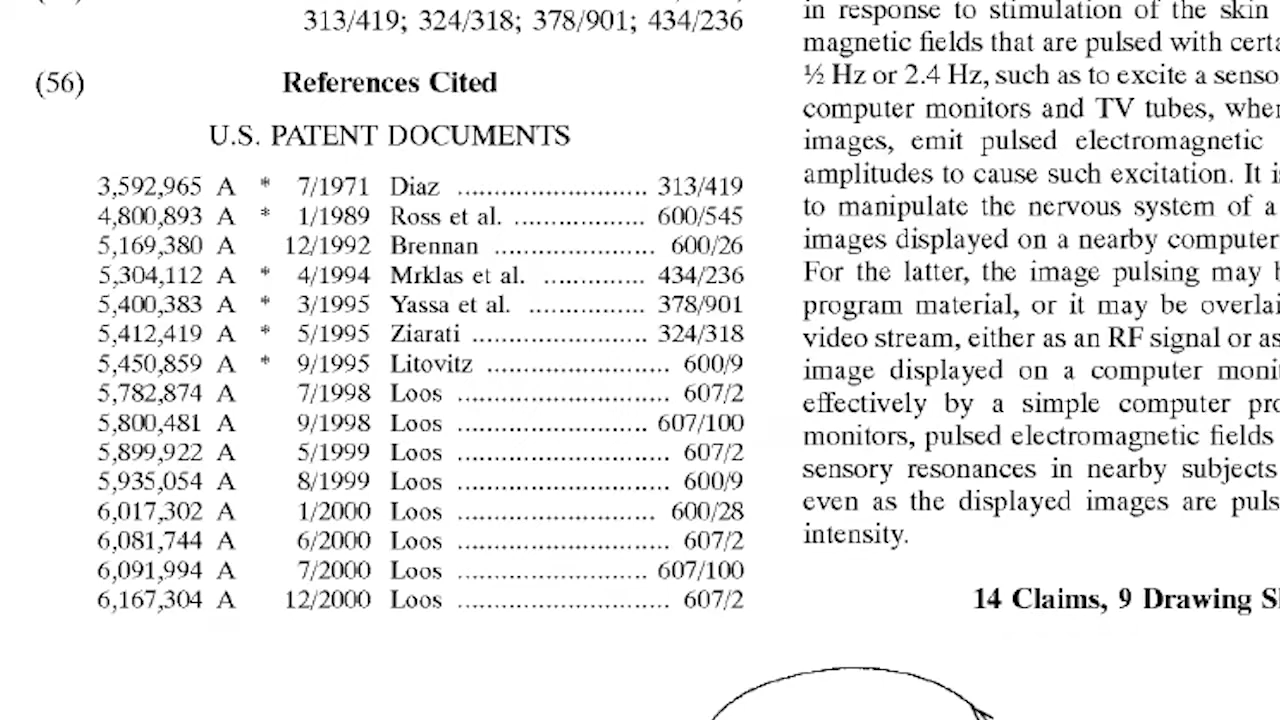 313/419; 324/318; 378/901; 434/236
(56) References Cited
U.S. PATENT DOCUMENTS
3,592,965 A * 7/1971 Diaz ............................. 313/419
4,800,893 A * 1/1989 Ross et al. .................... 600/545
5,169,380 A 12/1992 Brennan ......................... 600/26
5,304,112 A * 4/1994 Mrklas et al. ............... 434/236
5,400,383 A * 3/1995 Yassa et al. .................. 378/901
5,412,419 A * 5/1995 Ziarati ........................... 324/318
5,450,859 A * 9/1995 Litovitz ............................. 600/9
5,782,874 A 7/1998 Loos ................................ 607/2
5,800,481 A 9/1998 Loos ............................. 607/100
5,899,922 A 5/1999 Loos ................................ 607/2
5,935,054 A 8/1999 Loos ................................ 600/9
6,017,302 A 1/2000 Loos .............................. 600/28
6,081,744 A 6/2000 Loos ................................ 607/2
6,091,994 A 7/2000 Loos ............................. 607/100
6,167,304 A 12/2000 Loos ................................ 607/2
in response to stimulation of the skin
magnetic fields that are pulsed with certa
½ Hz or 2.4 Hz, such as to excite a senso
computer monitors and TV tubes, wher
images, emit pulsed electromagnetic
amplitudes to cause such excitation. It is
to manipulate the nervous system of a
images displayed on a nearby computer
For the latter, the image pulsing may b
program material, or it may be overlai
video stream, either as an RF signal or as
image displayed on a computer monit
effectively by a simple computer pro
monitors, pulsed electromagnetic fields
sensory resonances in nearby subjects
even as the displayed images are puls
intensity.
14 Claims, 9 Drawing Sh